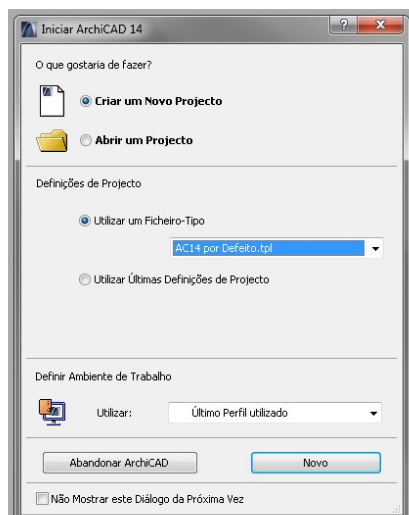 Iniciar ArchiCAD 14
O que gostaria de fazer?
Criar um Novo Projecto
Abrir um Projecto
Definições de Projecto
Utilizar um Ficheiro-Tipo
AC14 por Defeito.tpl
Utilizar Últimas Definições de Projecto
Definir Ambiente de Trabalho
Utilizar: Último Perfil utilizado
Abandonar ArchiCAD Novo
Não Mostrar este Diálogo da Próxima Vez